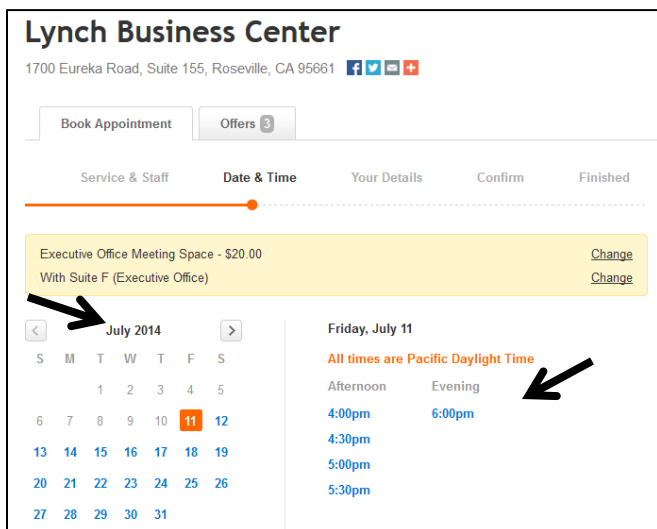 Lynch Business Center
1700 Eureka Road, Suite 155, Roseville, CA 95661
Book Appointment Offers 3
Service & Staff Date & Time Your Details Confirm Finished
Executive Office Meeting Space - $20.00 Change
With Suite F (Executive Office) Change
< July 2014 >
S M T W T F S
1 2 3 4 5
6 7 8 9 10 11 12
13 14 15 16 17 18 19
20 21 22 23 24 25 26
27 28 29 30 31
Friday, July 11
All times are Pacific Daylight Time
Afternoon Evening
4:00pm 6:00pm
4:30pm
5:00pm
5:30pm